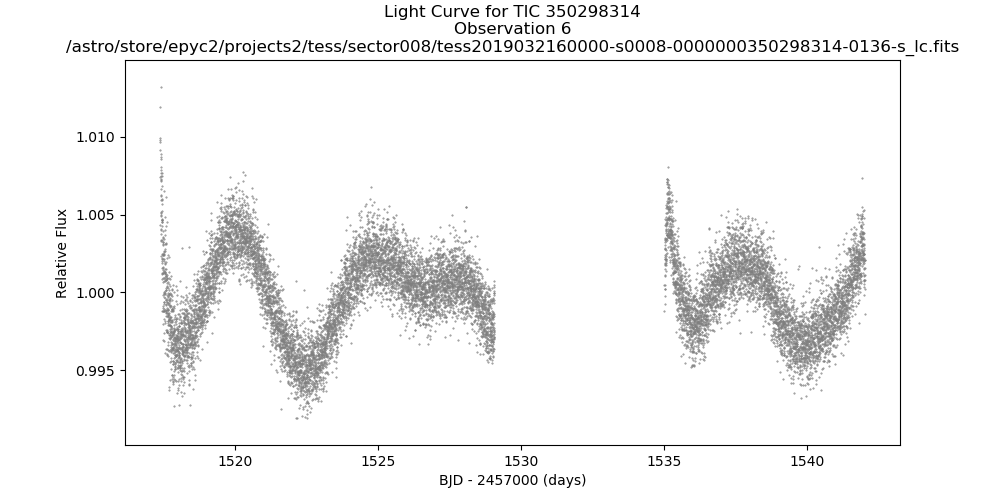 Light Curve for TIC 350298314
Observation 6
/astro/store/epyc2/projects2/tess/sector008/tess2019032160000-s0008-0000000350298314-0136-s_lc.fits
1.010
1.005
1.000
0.995
Relative Flux
1520
1525
1530
1535
1540
BJD - 2457000 (days)